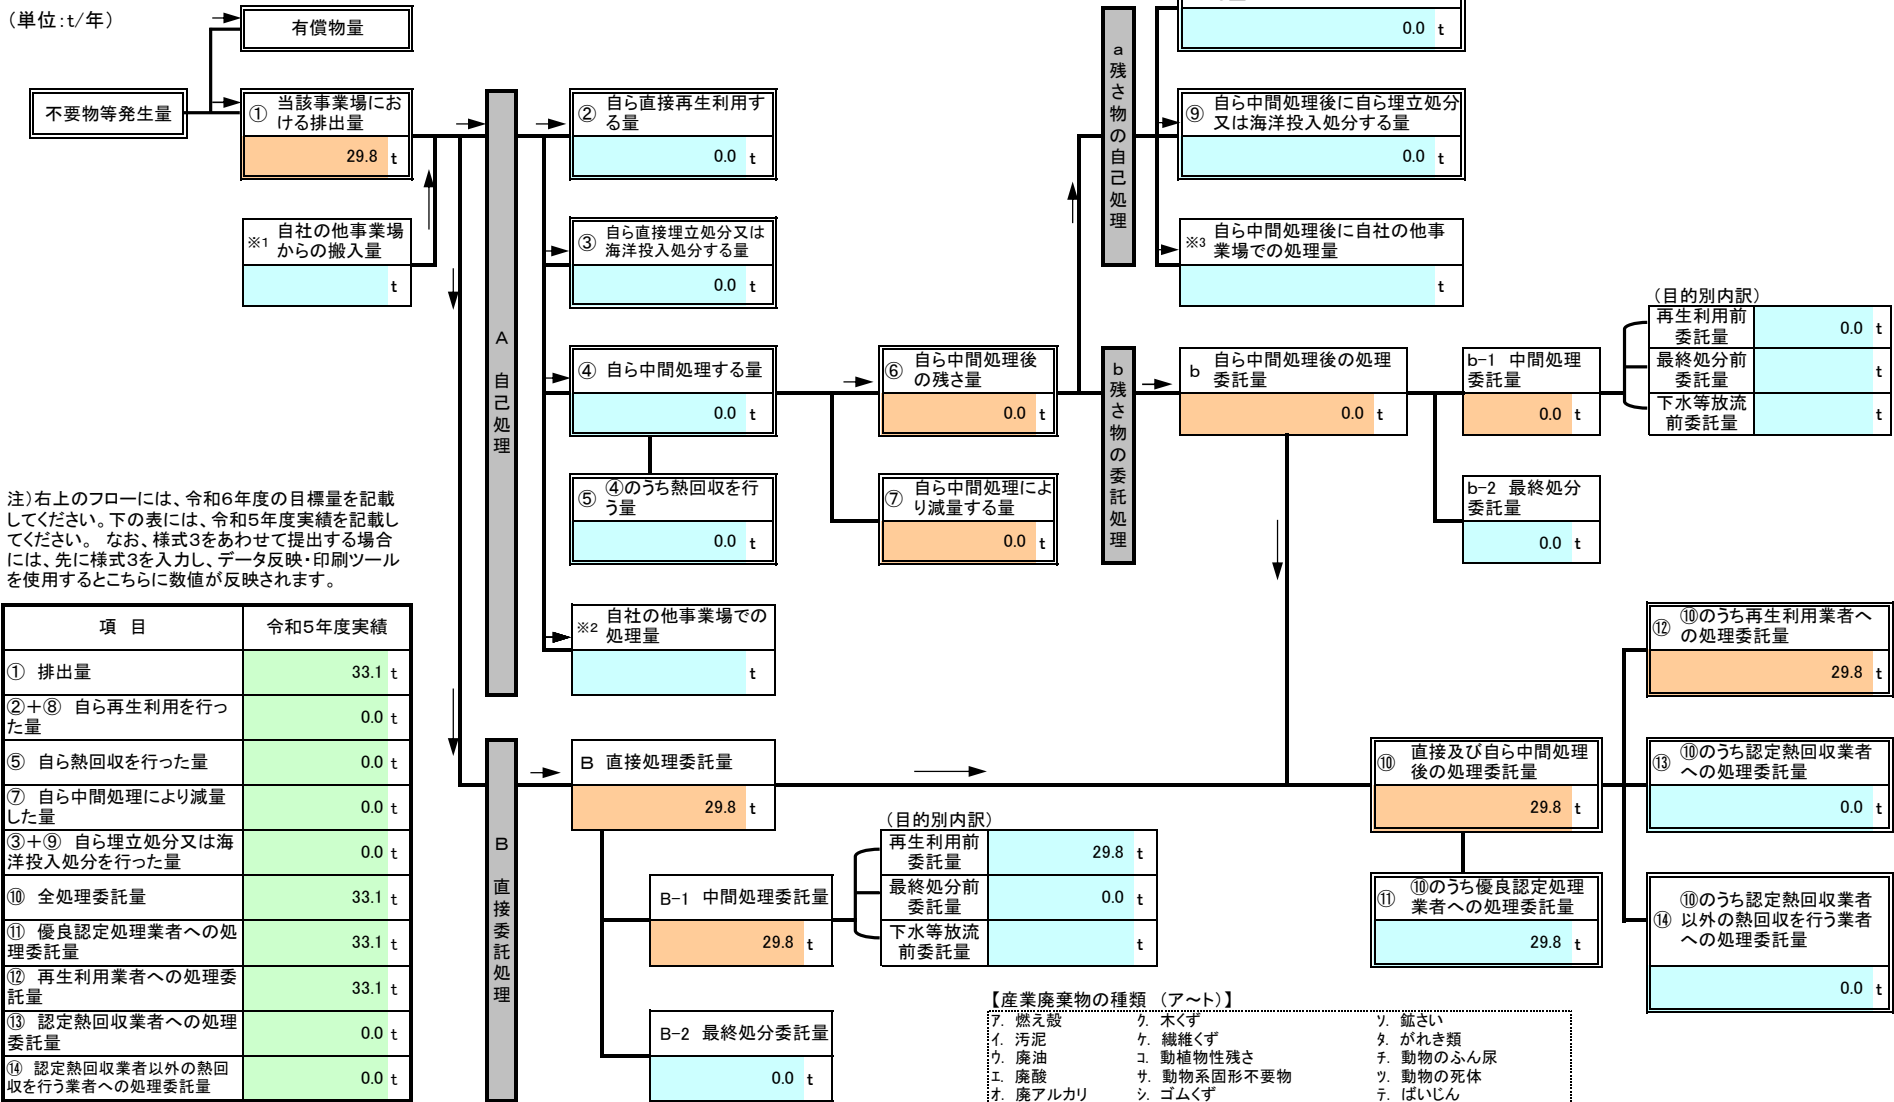 （単位：t/年）
有償物量
不要物等発生量
① 当該事業場にお
ける排出量
29.8 t
※1 自社の他事業場
からの搬入量
t
A 自己処理
② 自ら直接再生利用す
る量
0.0 t
③ 自ら直接埋立処分又は
海洋投入処分する量
0.0 t
④ 自ら中間処理する量
0.0 t
⑤ ④のうち熱回収を行
う量
0.0 t
※2 自社の他事業場での
処理量
t
⑥ 自ら中間処理後
の残さ量
0.0 t
⑦ 自ら中間処理によ
り減量する量
0.0 t
a 残さ物の自己処理
0.0 t
⑨ 自ら中間処理後に自ら埋立処分
又は海洋投入処分する量
0.0 t
※3 自ら中間処理後に自社の他事
業場での処理量
t
b 残さ物の委託処理
b 自ら中間処理後の処理
委託量
0.0 t
b-1 中間処理
委託量
0.0 t
（目的別内訳）
再生利用前
委託量
0.0 t
最終処分前
委託量
t
下水等放流
前委託量
t
b-2 最終処分
委託量
0.0 t
注）右上のフローには、令和６年度の目標量を記載
してください。下の表には、令和５年度実績を記載し
てください。 なお、様式３をあわせて提出する場合
には、先に様式３を入力し、データ反映・印刷ツール
を使用するとこちらに数値が反映されます。
項 目 令和５年度実績
① 排出量 33.1 t
②＋⑧ 自ら再生利用を行っ
た量 0.0 t
⑤ 自ら熱回収を行った量 0.0 t
⑦ 自ら中間処理により減量
した量 0.0 t
③＋⑨ 自ら埋立処分又は海
洋投入処分を行った量 0.0 t
⑩ 全処理委託量 33.1 t
⑪ 優良認定処理業者への処
理委託量 33.1 t
⑫ 再生利用業者への処理委
託量 33.1 t
⑬ 認定熱回収業者への処理
委託量 0.0 t
⑭ 認定熱回収業者以外の熱回
収を行う業者への処理委託量 0.0 t
B 直接委託処理
B 直接処理委託量
29.8 t
B-1 中間処理委託量
29.8 t
（目的別内訳）
再生利用前
委託量
29.8 t
最終処分前
委託量
0.0 t
下水等放流
前委託量
t
B-2 最終処分委託量
0.0 t
⑩ 直接及び自ら中間処理
後の処理委託量
29.8 t
⑪ ⑩のうち優良認定処理
業者への処理委託量
29.8 t
⑫ ⑩のうち再生利用業者へ
の処理委託量
29.8 t
⑬ ⑩のうち認定熱回収業者
への処理委託量
0.0 t
⑭ ⑩のうち認定熱回収業者
以外の熱回収を行う業者
への処理委託量
0.0 t
【産業廃棄物の種類 （ア～ト）】
ア. 燃え殻 ク. 木くず ソ. 鉱さい
イ. 汚泥 ケ. 繊維くず タ. がれき類
ウ. 廃油 コ. 動植物性残さ チ. 動物のふん尿
エ. 廃酸 サ. 動物系固形不要物 ツ. 動物の死体
オ. 廃アルカリ シ. ゴムくず テ. ばいじん